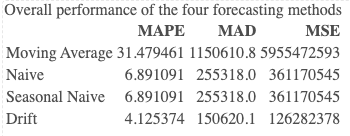 Overall performance of the four forecasting methods
MAPE MAD MSE
Moving Average 31.479461 1150610.8 5955472593
Naive 6.891091 255318.0 361170545
Seasonal Naive 6.891091 255318.0 361170545
Drift 4.125374 150620.1 126282378